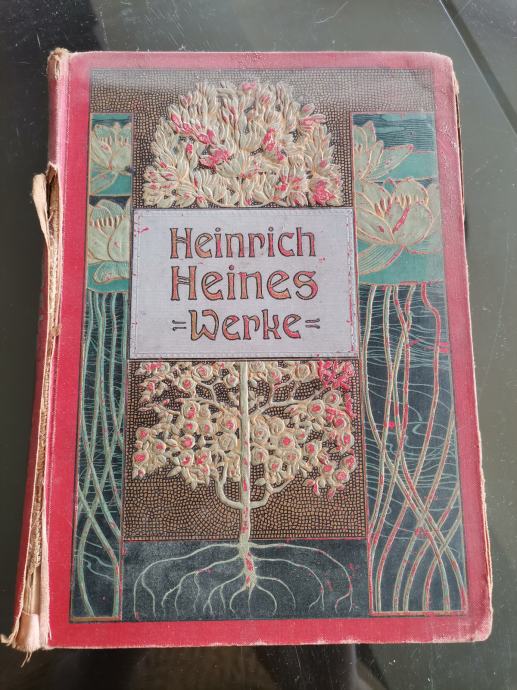 Heinrich
Heines
=Werke=